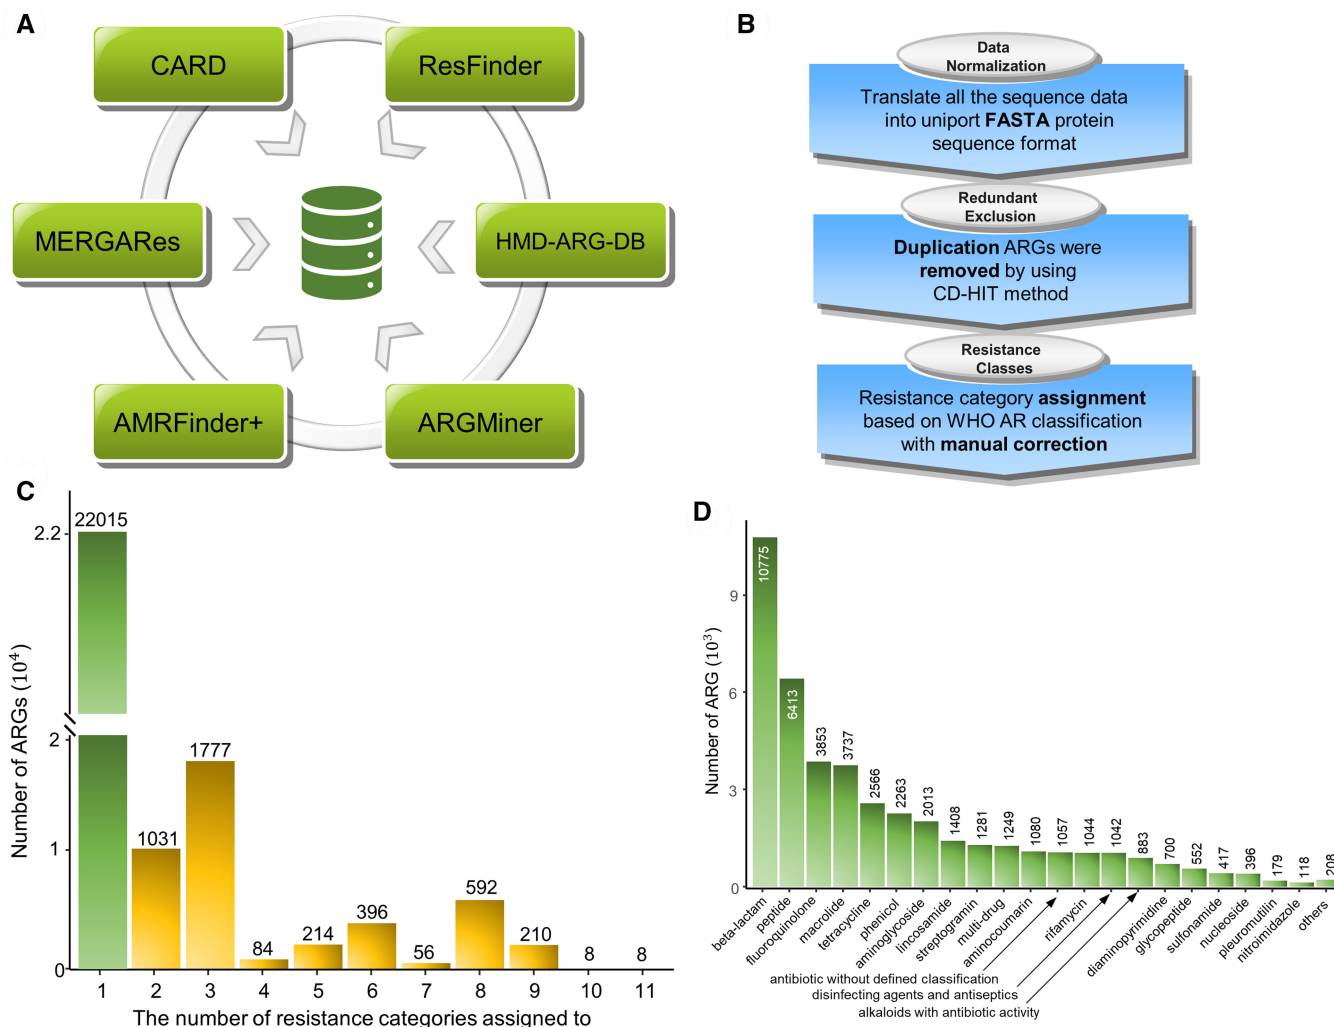 A
CARD
ResFinder
MERGARes
HMD-ARG-DB
AMRFinder+
ARGMiner
B
Data
Normalization
Translate all the sequence data
into uniport FASTA protein
sequence format
Redundant
Exclusion
Duplication ARGs were
removed by using
CD-HIT method
Resistance
Classes
Resistance category assignment
based on WHO AR classification
with manual correction
C
Number of ARGs (10⁴)
2.2
2
1
0
22015
1031
1777
84
214
396
56
592
210
8
8
1 2 3 4 5 6 7 8 9 10 11
The number of resistance categories assigned to
D
Number of ARG (10³)
9
6
3
0
10775
6413
3853
3737
2566
2263
2013
1408
1281
1249
1080
1057
1044
1042
883
700
552
417
396
179
118
208
beta-lactam
peptide
fluoroquinolone
macrolide
tetracycline
phenicol
aminoglycoside
lincosamide
streptogramin
multi-drug
aminocoumarin
rifamycin
diaminopyrimidine
glycopeptide
sulfonamide
nucleoside
pleuromutilin
nitroimidazole
others
antibiotic without defined classification
disinfecting agents and antiseptics
alkaloids with antibiotic activity